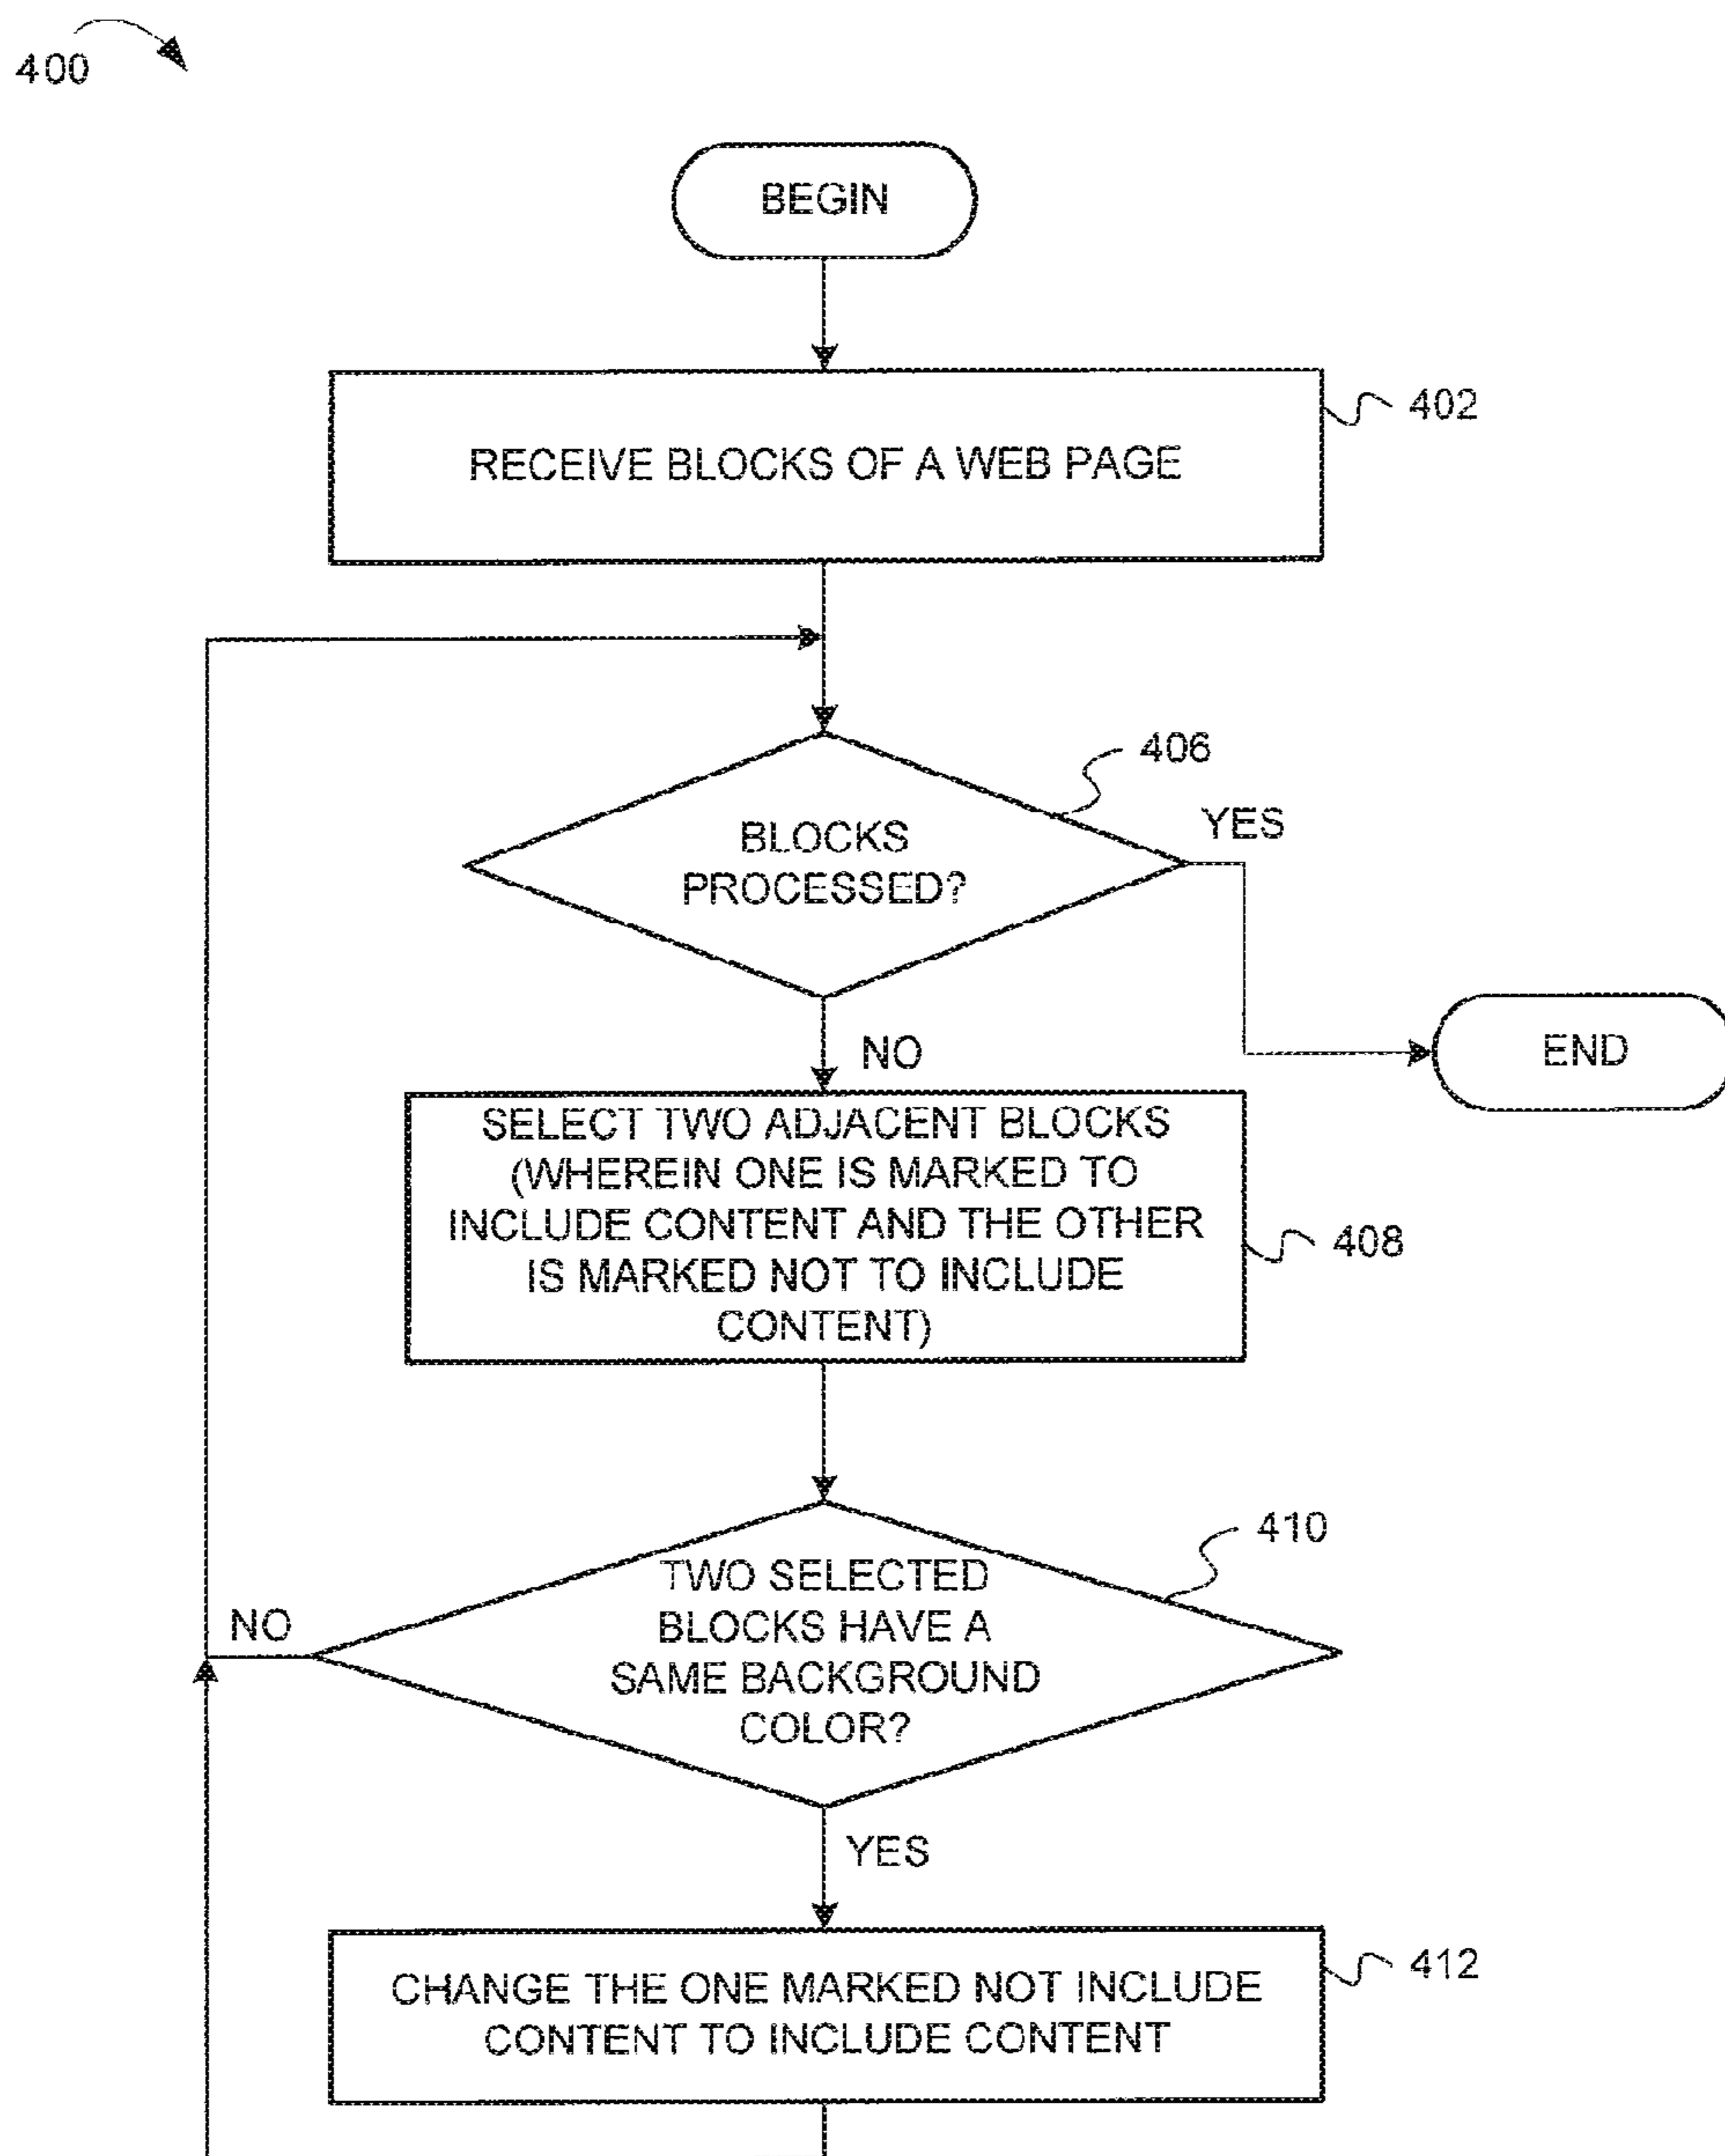 400
BEGIN
RECEIVE BLOCKS OF A WEB PAGE
402
406
BLOCKS
PROCESSED?
YES
NO
END
SELECT TWO ADJACENT BLOCKS
(WHEREIN ONE IS MARKED TO
INCLUDE CONTENT AND THE OTHER
IS MARKED NOT TO INCLUDE
CONTENT)
408
410
TWO SELECTED
BLOCKS HAVE A
SAME BACKGROUND
COLOR?
NO
YES
CHANGE THE ONE MARKED NOT INCLUDE
CONTENT TO INCLUDE CONTENT
412